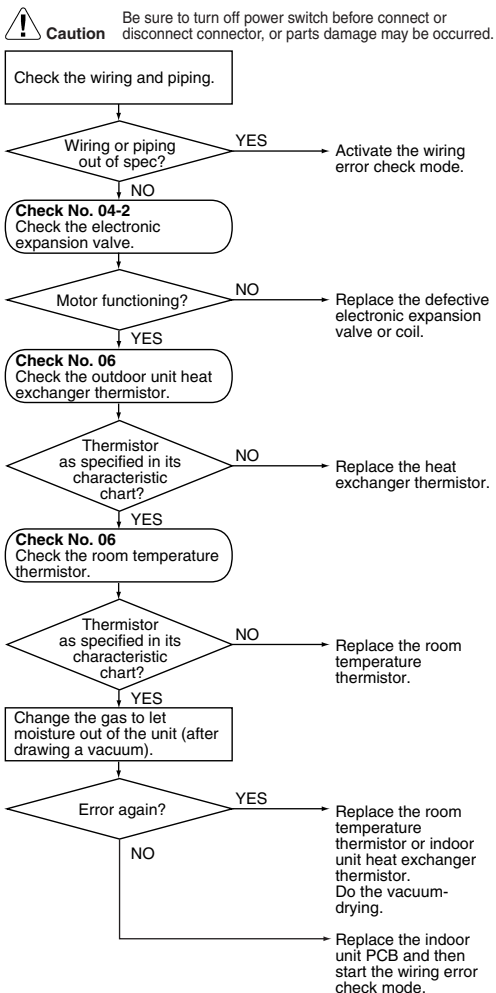 Caution
Be sure to turn off power switch before connect or
disconnect connector, or parts damage may be occurred.
Check the wiring and piping.
Wiring or piping
out of spec?
YES
Activate the wiring
error check mode.
NO
Check No. 04-2
Check the electronic
expansion valve.
Motor functioning?
NO
Replace the defective
electronic expansion
valve or coil.
YES
Check No. 06
Check the outdoor unit heat
exchanger thermistor.
Thermistor
as specified in its
characteristic
chart?
NO
Replace the heat
exchanger thermistor.
YES
Check No. 06
Check the room temperature
thermistor.
Thermistor
as specified in its
characteristic
chart?
NO
Replace the room
temperature
thermistor.
YES
Change the gas to let
moisture out of the unit (after
drawing a vacuum).
Error again?
YES
Replace the room
temperature
thermistor or indoor
unit heat exchanger
thermistor.
Do the vacuum-
drying.
NO
Replace the indoor
unit PCB and then
start the wiring error
check mode.